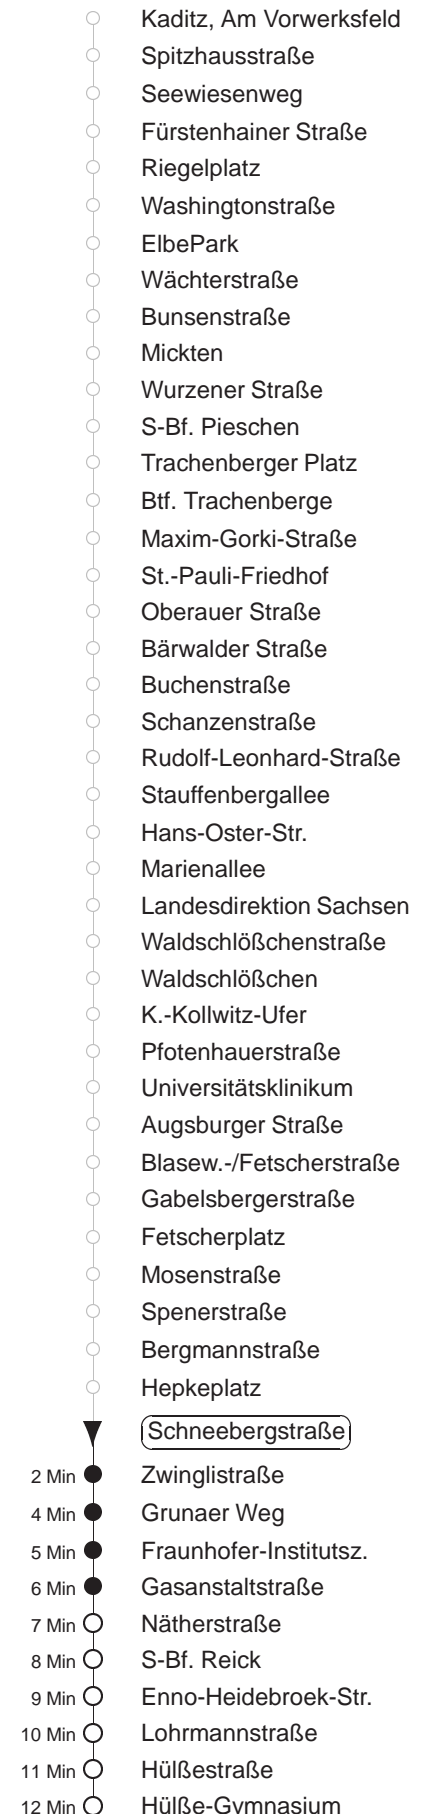 Kaditz, Am Vorwerksfeld
Spitzhausstraße
Seewiesenweg
Fürstenhainer Straße
Riegelplatz
Washingtonstraße
ElbePark
Wächterstraße
Bunsenstraße
Mickten
Wurzener Straße
S-Bf. Pieschen
Trachenberger Platz
Btf. Trachenberge
Maxim-Gorki-Straße
St.-Pauli-Friedhof
Oberauer Straße
Bärwalder Straße
Buchenstraße
Schanzenstraße
Rudolf-Leonhard-Straße
Stauffenbergallee
Hans-Oster-Str.
Marienallee
Landesdirektion Sachsen
Waldschlößchenstraße
Waldschlößchen
K.-Kollwitz-Ufer
Pfotenhauerstraße
Universitätsklinikum
Augsburger Straße
Blasew.-/Fetscherstraße
Gabelsbergerstraße
Fetscherplatz
Mosenstraße
Spenerstraße
Bergmannstraße
Hepkeplatz
Schneebergstraße
2 Min Zwinglistraße
4 Min Grunaer Weg
5 Min Fraunhofer-Institutsz.
6 Min Gasanstaltstraße
7 Min Nätherstraße
8 Min S-Bf. Reick
9 Min Enno-Heidebroek-Str.
10 Min Lohrmannstraße
11 Min Hülßestraße
12 Min Hülße-Gymnasium